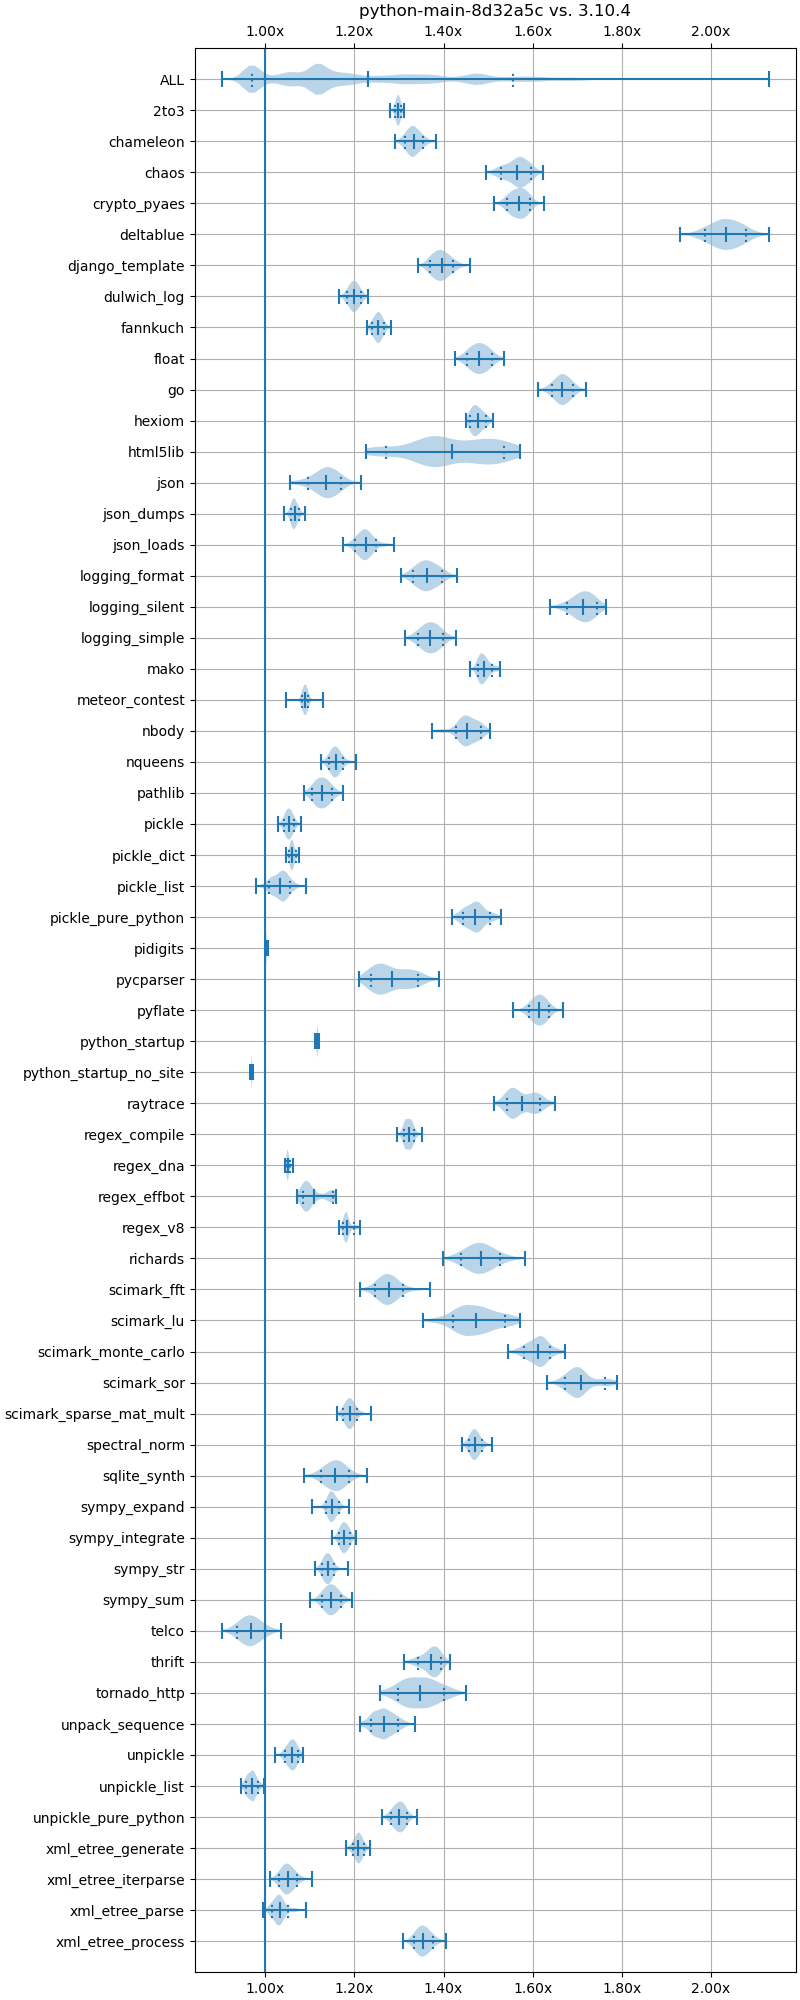 python-main-8d32a5c vs. 3.10.4
1.00x 1.20x 1.40x 1.60x 1.80x 2.00x
ALL
2to3
chameleon
chaos
crypto_pyaes
deltablue
django_template
dulwich_log
fannkuch
float
go
hexiom
html5lib
json
json_dumps
json_loads
logging_format
logging_silent
logging_simple
mako
meteor_contest
nbody
nqueens
pathlib
pickle
pickle_dict
pickle_list
pickle_pure_python
pidigits
pycparser
pyflate
python_startup
python_startup_no_site
raytrace
regex_compile
regex_dna
regex_effbot
regex_v8
richards
scimark_fft
scimark_lu
scimark_monte_carlo
scimark_sor
scimark_sparse_mat_mult
spectral_norm
sqlite_synth
sympy_expand
sympy_integrate
sympy_str
sympy_sum
telco
thrift
tornado_http
unpack_sequence
unpickle
unpickle_list
unpickle_pure_python
xml_etree_generate
xml_etree_iterparse
xml_etree_parse
xml_etree_process
1.00x 1.20x 1.40x 1.60x 1.80x 2.00x